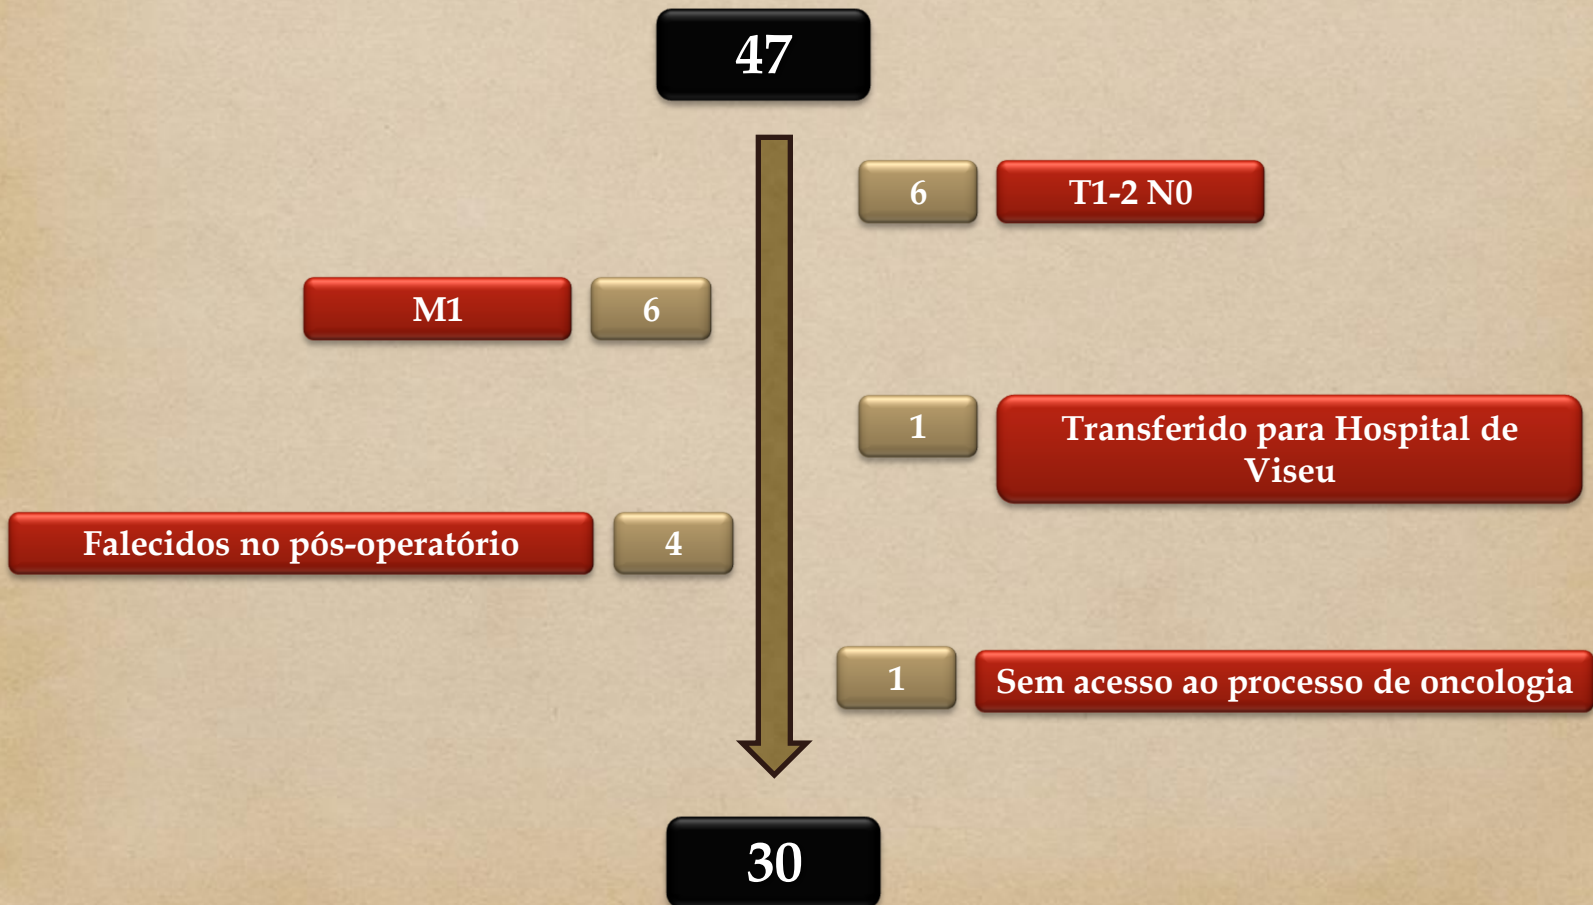 47
6
T1-2 N0
M1
6
1
Transferido para Hospital de
Viseu
Falecidos no pós-operatório
4
1
Sem acesso ao processo de oncologia
30